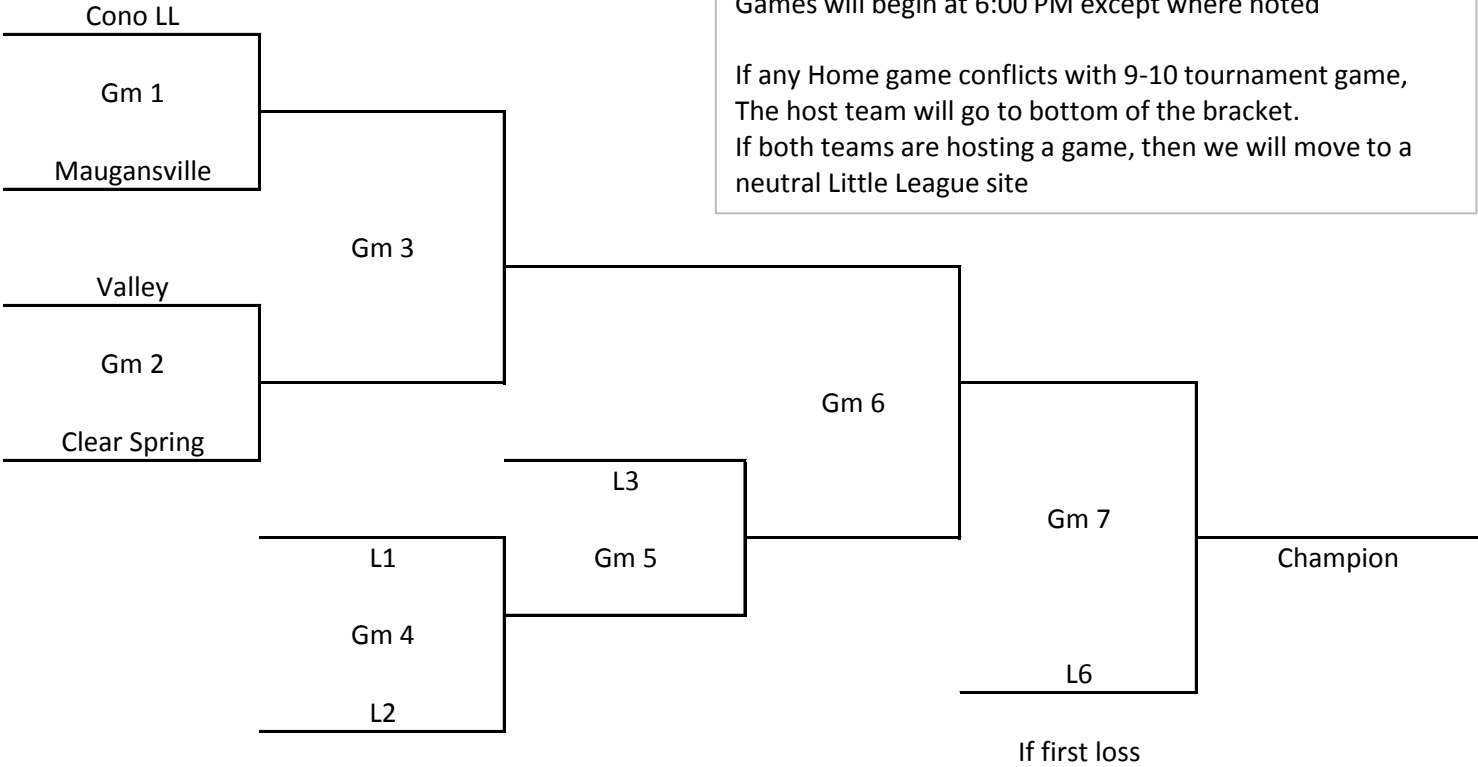 Cono LL
Games will begin at 6:00 PM except where noted
If any Home game conflicts with 9-10 tournament game,
The host team will go to bottom of the bracket.
If both teams are hosting a game, then we will move to a
neutral Little League site
Gm 1
Maugansville
Gm 3
Valley
Gm 2
Clear Spring
Gm 6
L3
Gm 5
L1
Gm 4
L2
Gm 7
L6
If first loss
Champion